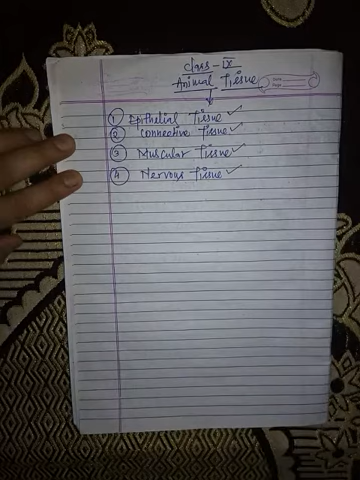 class - IX
Animal Tissue
① Epithelial Tissue ✓
② Connective Tissue ✓
③ Muscular Tissue ✓
④ Nervous Tissue ✓